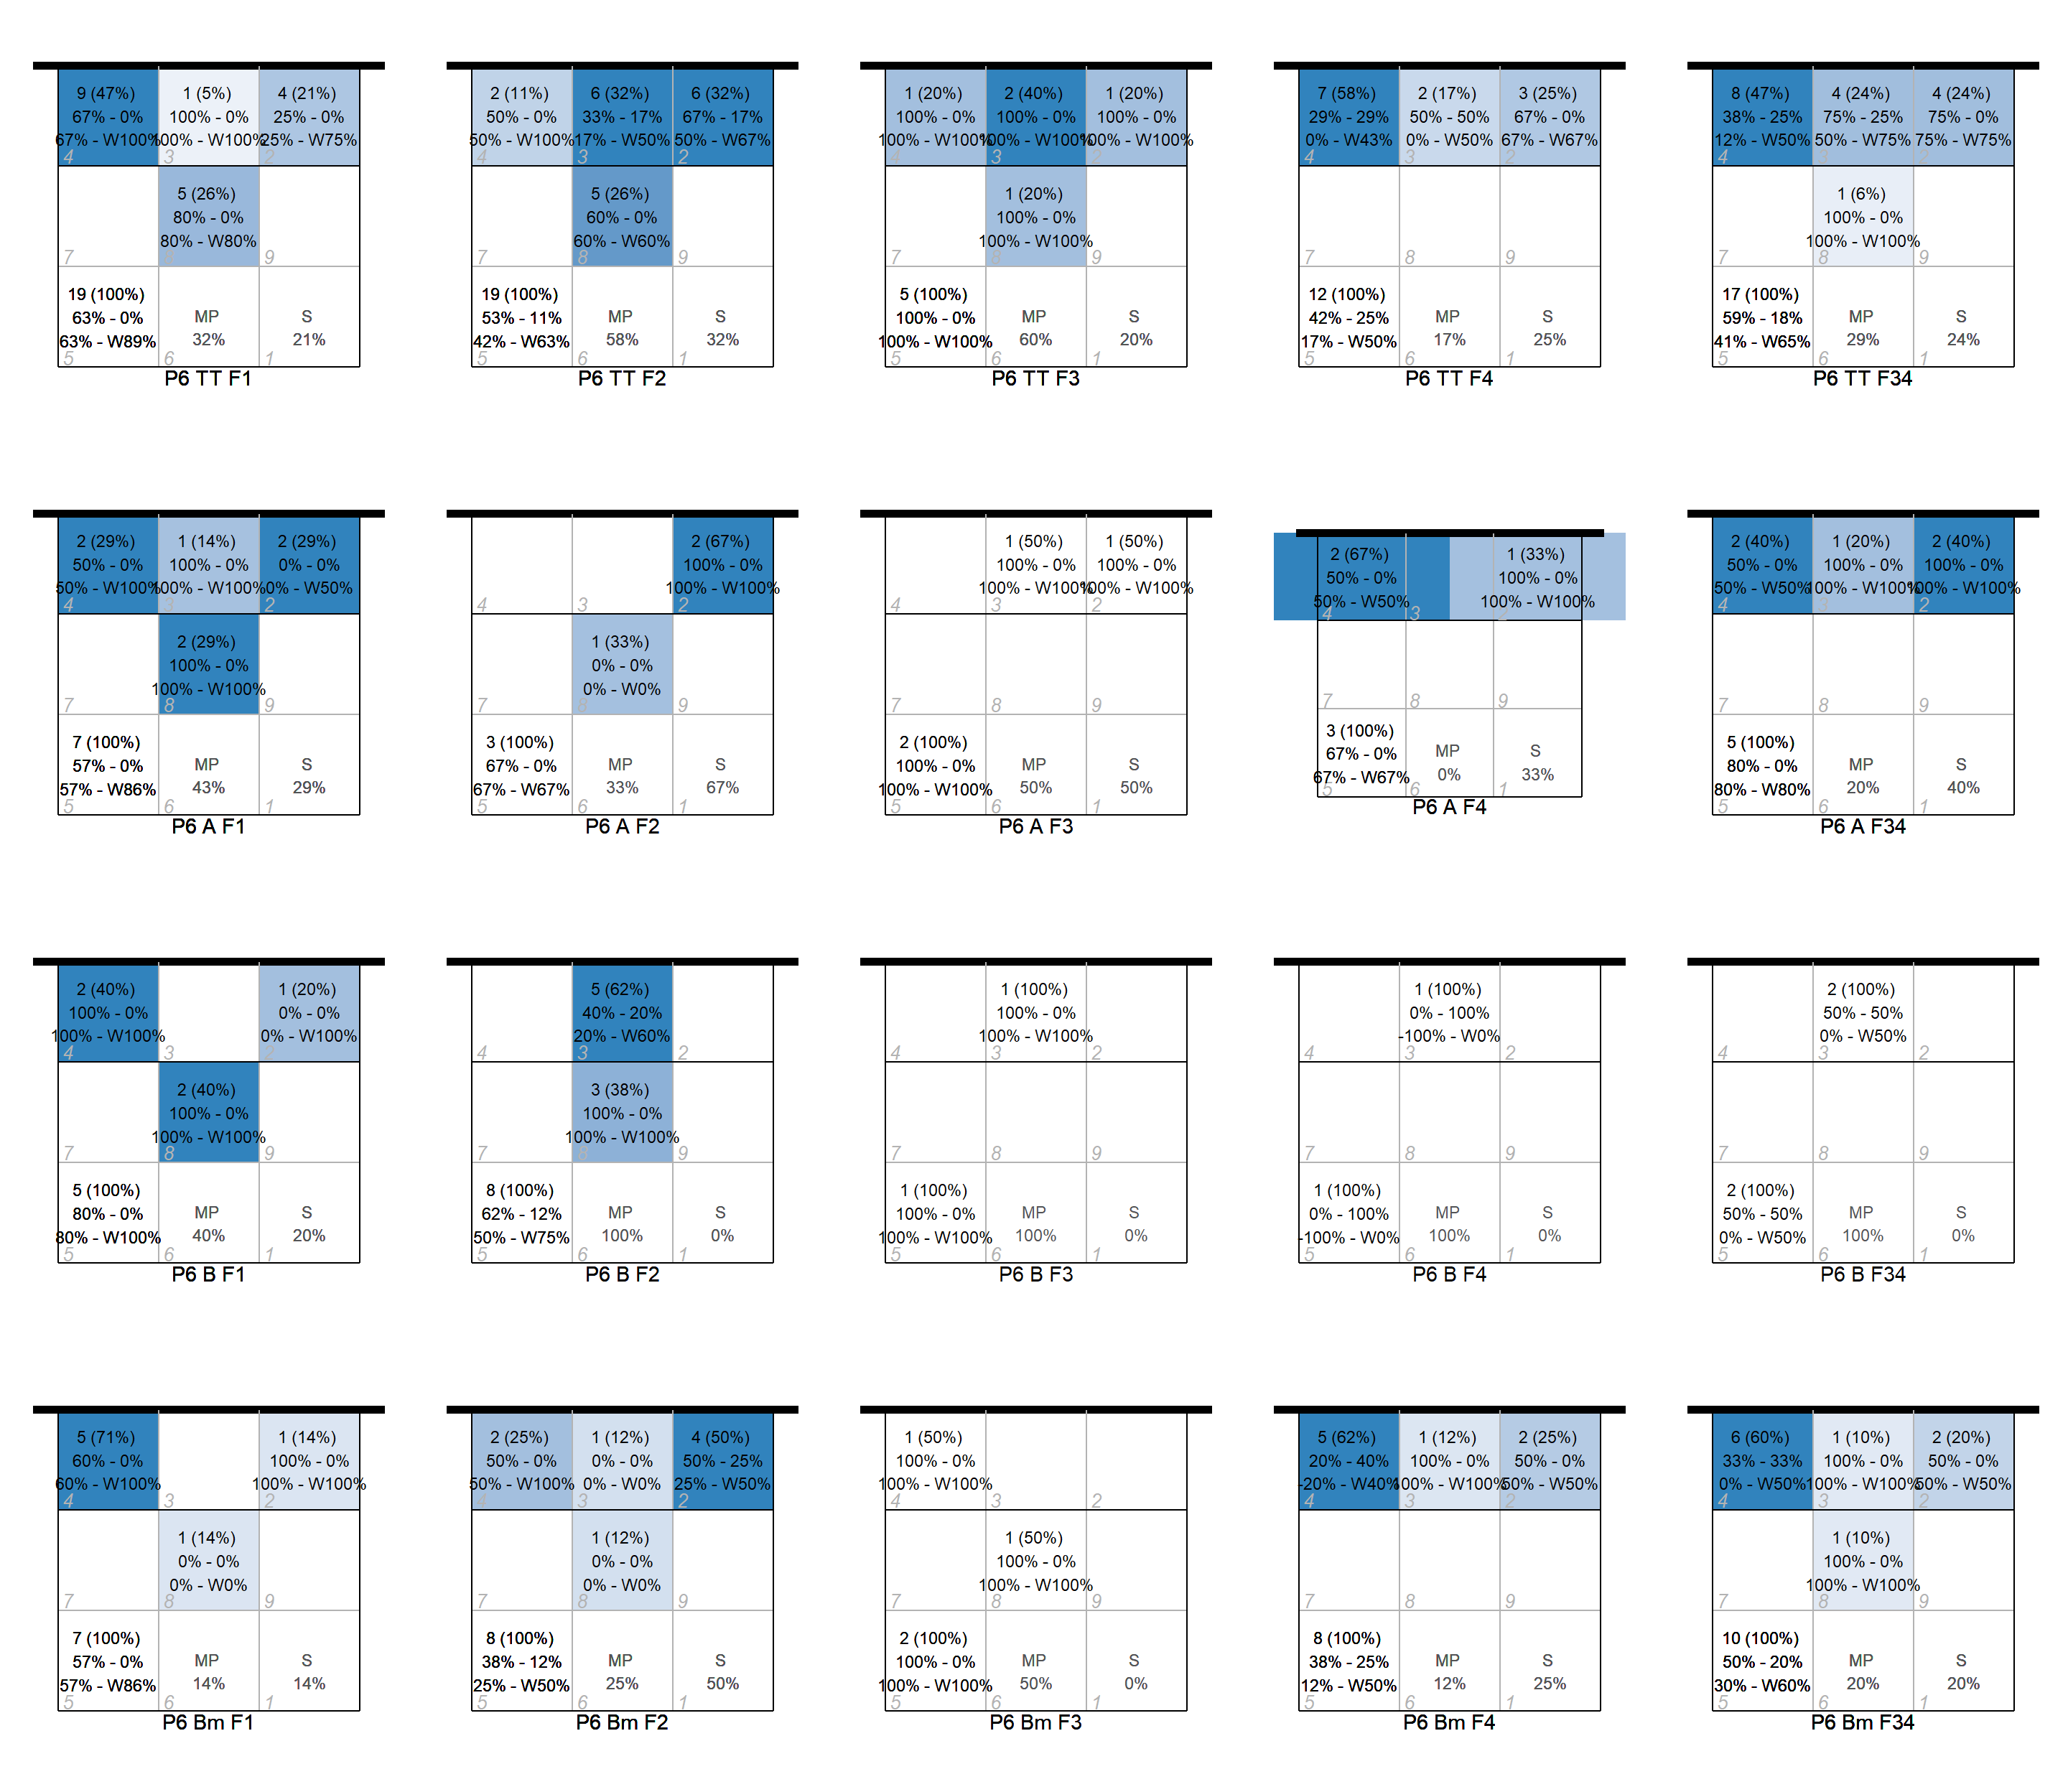 9 (47%)
67% - 0%
67% - W100%
4
1 (5%)
100% - 0%
100% - W100%
3
4 (21%)
25% - 0%
25% - W75%
2
7
5 (26%)
80% - 0%
80% - W80%
8
9
19 (100%)
63% - 0%
63% - W89%
5
MP
32%
6
S
21%
1
P6 TT F1
2 (11%)
50% - 0%
50% - W100%
4
6 (32%)
33% - 17%
17% - W50%
3
6 (32%)
67% - 17%
50% - W67%
2
7
5 (26%)
60% - 0%
60% - W60%
8
9
19 (100%)
53% - 11%
42% - W63%
5
MP
58%
6
S
32%
1
P6 TT F2
1 (20%)
100% - 0%
100% - W100%
4
2 (40%)
100% - 0%
100% - W100%
3
1 (20%)
100% - 0%
100% - W100%
2
7
1 (20%)
100% - 0%
100% - W100%
8
9
5 (100%)
100% - 0%
100% - W100%
5
MP
60%
6
S
20%
1
P6 TT F3
7 (58%)
29% - 29%
0% - W43%
4
2 (17%)
50% - 50%
0% - W50%
3
3 (25%)
67% - 0%
67% - W67%
2
7
8
9
12 (100%)
42% - 25%
17% - W50%
5
MP
17%
6
S
25%
1
P6 TT F4
8 (47%)
38% - 25%
12% - W50%
4
4 (24%)
75% - 25%
50% - W75%
3
4 (24%)
75% - 0%
75% - W75%
2
7
1 (6%)
100% - 0%
100% - W100%
8
9
17 (100%)
59% - 18%
41% - W65%
5
MP
29%
6
S
24%
1
P6 TT F34
2 (29%)
50% - 0%
50% - W100%
4
1 (14%)
100% - 0%
100% - W100%
3
2 (29%)
0% - 0%
0% - W50%
2
7
2 (29%)
100% - 0%
100% - W100%
8
9
7 (100%)
57% - 0%
57% - W86%
5
MP
43%
6
S
29%
1
P6 A F1
4
3
2 (67%)
100% - 0%
100% - W100%
2
7
1 (33%)
0% - 0%
0% - W0%
8
9
3 (100%)
67% - 0%
67% - W67%
5
MP
33%
6
S
67%
1
P6 A F2
4
1 (50%)
100% - 0%
100% - W100%
3
1 (50%)
100% - 0%
100% - W100%
2
7
8
9
2 (100%)
100% - 0%
100% - W100%
5
MP
50%
6
S
50%
1
P6 A F3
2 (67%)
50% - 0%
50% - W50%
4
3
1 (33%)
100% - 0%
100% - W100%
2
7
8
9
3 (100%)
67% - 0%
67% - W67%
5
MP
0%
6
S
33%
1
P6 A F4
2 (40%)
50% - 0%
50% - W50%
4
1 (20%)
100% - 0%
100% - W100%
3
2 (40%)
100% - 0%
100% - W100%
2
7
8
9
5 (100%)
80% - 0%
80% - W80%
5
MP
20%
6
S
40%
1
P6 A F34
2 (40%)
100% - 0%
100% - W100%
4
3
1 (20%)
0% - 0%
0% - W100%
2
7
2 (40%)
100% - 0%
100% - W100%
8
9
5 (100%)
80% - 0%
80% - W100%
5
MP
40%
6
S
20%
1
P6 B F1
4
5 (62%)
40% - 20%
20% - W60%
3
2
7
3 (38%)
100% - 0%
100% - W100%
8
9
8 (100%)
62% - 12%
50% - W75%
5
MP
100%
6
S
0%
1
P6 B F2
4
1 (100%)
100% - 0%
100% - W100%
3
2
7
8
9
1 (100%)
100% - 0%
100% - W100%
5
MP
100%
6
S
0%
1
P6 B F3
4
1 (100%)
0% - 100%
-100% - W0%
3
2
7
8
9
1 (100%)
0% - 100%
-100% - W0%
5
MP
100%
6
S
0%
1
P6 B F4
4
2 (100%)
50% - 50%
0% - W50%
3
2
7
8
9
2 (100%)
50% - 50%
0% - W50%
5
MP
100%
6
S
0%
1
P6 B F34
5 (71%)
60% - 0%
60% - W100%
4
3
1 (14%)
100% - 0%
100% - W100%
2
7
1 (14%)
0% - 0%
0% - W0%
8
9
7 (100%)
57% - 0%
57% - W86%
5
MP
14%
6
S
14%
1
P6 Bm F1
2 (25%)
50% - 0%
50% - W100%
4
1 (12%)
0% - 0%
0% - W0%
3
4 (50%)
50% - 25%
25% - W50%
2
7
1 (12%)
0% - 0%
0% - W0%
8
9
8 (100%)
38% - 12%
25% - W50%
5
MP
25%
6
S
50%
1
P6 Bm F2
1 (50%)
100% - 0%
100% - W100%
4
3
2
7
1 (50%)
100% - 0%
100% - W100%
8
9
2 (100%)
100% - 0%
100% - W100%
5
MP
50%
6
S
0%
1
P6 Bm F3
5 (62%)
20% - 40%
-20% - W40%
4
1 (12%)
100% - 0%
100% - W100%
3
2 (25%)
50% - 0%
50% - W50%
2
7
8
9
8 (100%)
38% - 25%
12% - W50%
5
MP
12%
6
S
25%
1
P6 Bm F4
6 (60%)
33% - 33%
0% - W50%
4
1 (10%)
100% - 0%
100% - W100%
3
2 (20%)
50% - 0%
50% - W50%
2
7
1 (10%)
100% - 0%
100% - W100%
8
9
10 (100%)
50% - 20%
30% - W60%
5
MP
20%
6
S
20%
1
P6 Bm F34